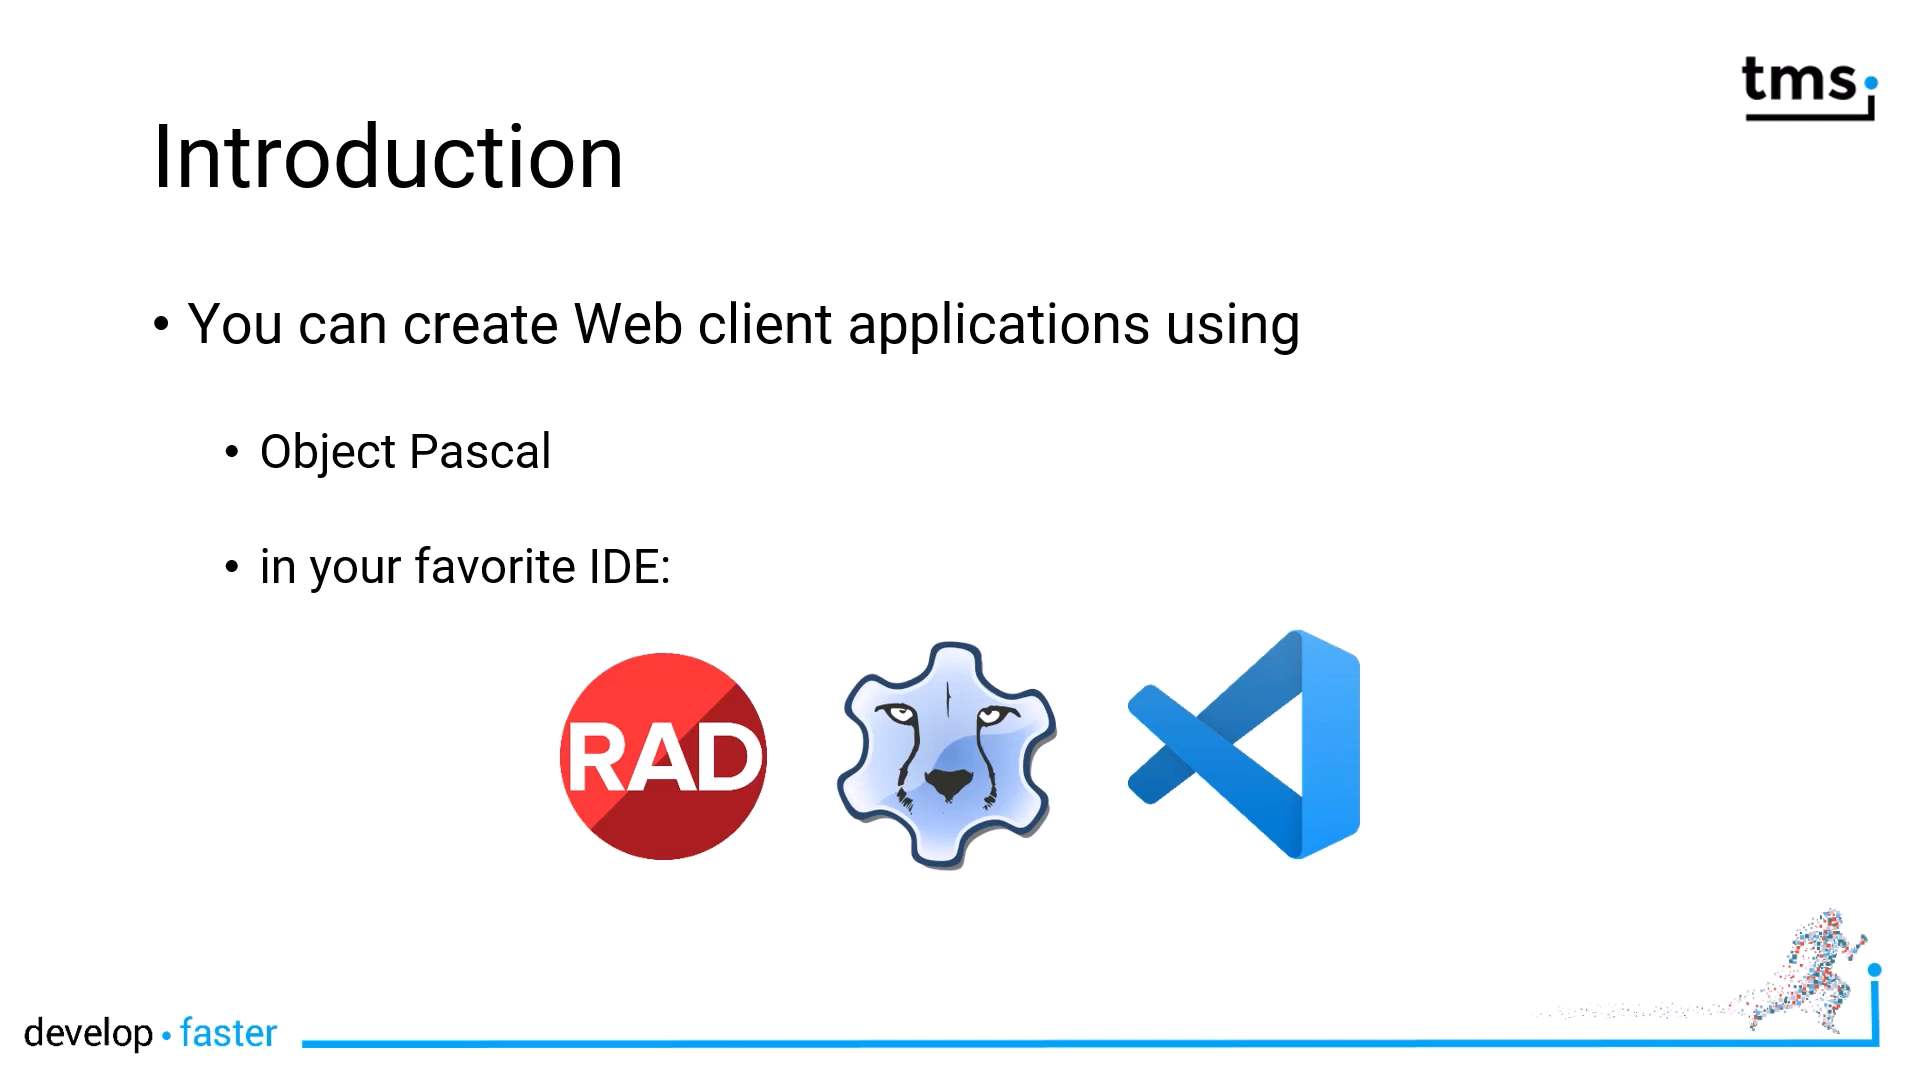 tms
Introduction
• You can create Web client applications using
• Object Pascal
• in your favorite IDE:
RAD
develop • faster